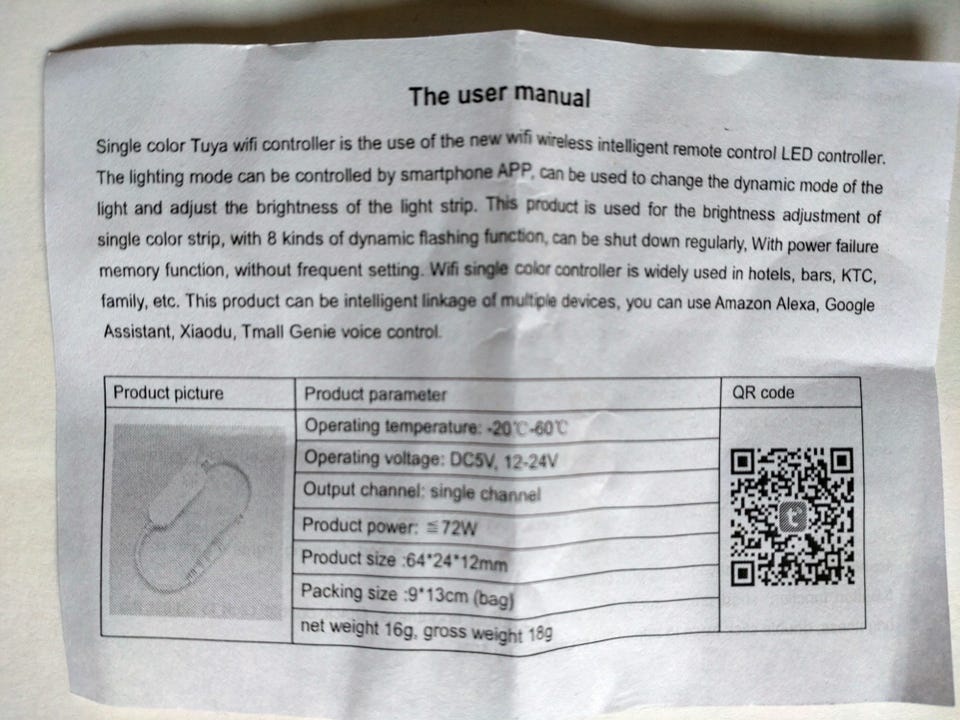 The user manual
Single color Tuya wifi controller is the use of the new wifi wireless intelligent remote control LED controller.
The lighting mode can be controlled by smartphone APP, can be used to change the dynamic mode of the
light and adjust the brightness of the light strip. This product is used for the brightness adjustment of
single color strip, with 8 kinds of dynamic flashing function, can be shut down regularly, With power failure
memory function, without frequent setting. Wifi single color controller is widely used in hotels, bars, KTC,
family, etc. This product can be intelligent linkage of multiple devices, you can use Amazon Alexa, Google
Assistant, Xiaodu, Tmall Genie voice control.
Product picture
Product parameter
QR code
Operating temperature: -20℃-60℃
Operating voltage: DC5V, 12-24V
Output channel: single channel
Product power: ≦72W
Product size :64*24*12mm
Packing size :9*13cm (bag)
net weight 16g, gross weight 18g